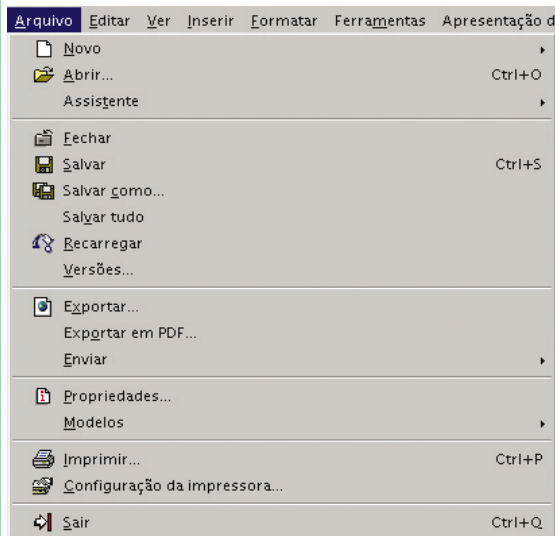 Arquivo Editar Ver Inserir Formatar Ferramentas Apresentação d
Novo
Abrir... Ctrl+O
Assistente
Fechar
Salvar Ctrl+S
Salvar como...
Salvar tudo
Recarregar
Versões...
Exportar...
Exportar em PDF...
Enviar
Propriedades...
Modelos
Imprimir... Ctrl+P
Configuração da impressora...
Sair Ctrl+Q